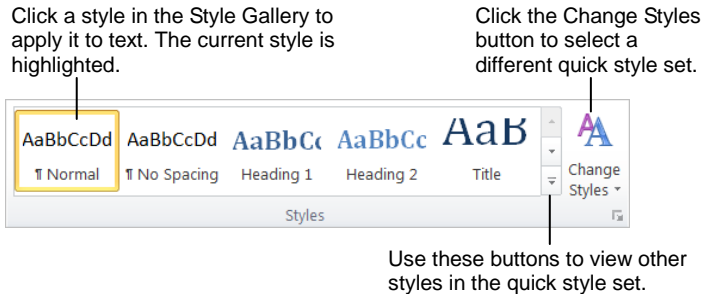 Click a style in the Style Gallery to
apply it to text. The current style is
highlighted.
Click the Change Styles
button to select a
different quick style set.
AaBbCcDd AaBbCcDd AaBbCc AaBbCc AaB
¶ Normal ¶ No Spacing Heading 1 Heading 2 Title
Change
Styles
Styles
Use these buttons to view other
styles in the quick style set.